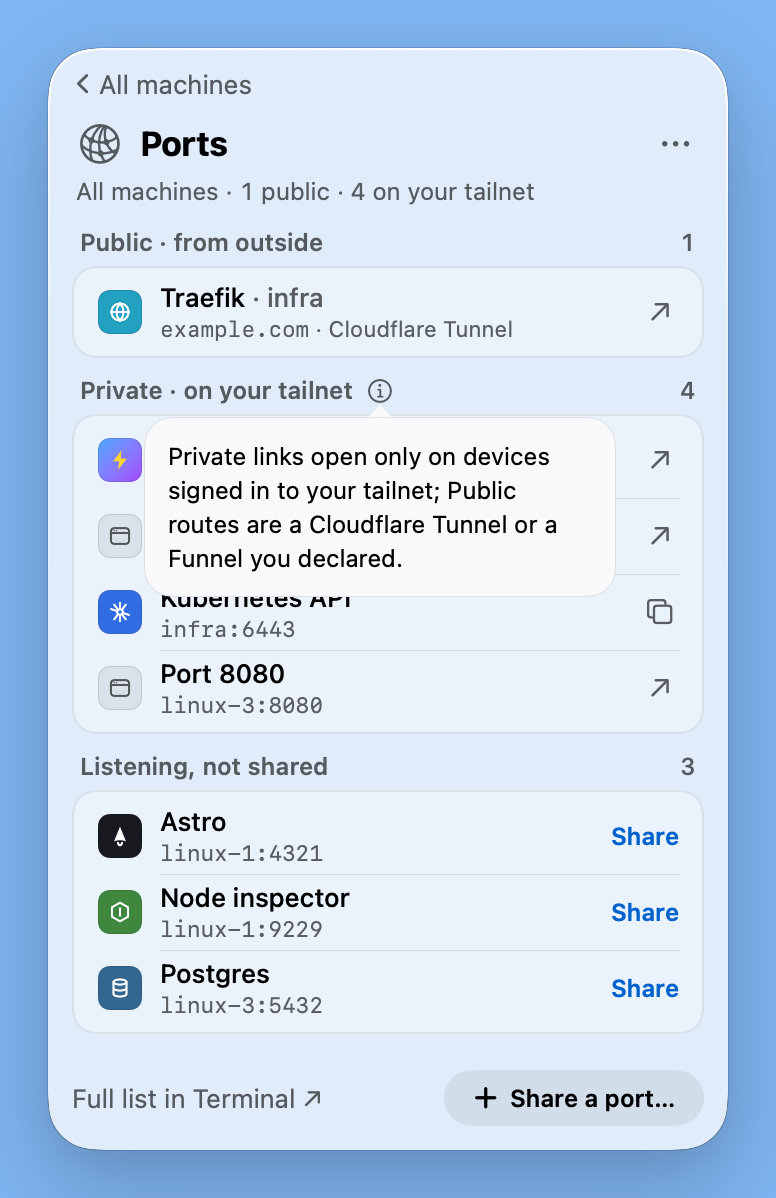 All machines
Ports
All machines · 1 public · 4 on your tailnet
Public · from outside 1
Traefik · infra
example.com · Cloudflare Tunnel
Private · on your tailnet 4
Private links open only on devices
signed in to your tailnet; Public
routes are a Cloudflare Tunnel or a
Funnel you declared.
Kubernetes API
infra:6443
Port 8080
linux-3:8080
Listening, not shared 3
Astro
linux-1:4321
Share
Node inspector
linux-1:9229
Share
Postgres
linux-3:5432
Share
Full list in Terminal ↗
+ Share a port...